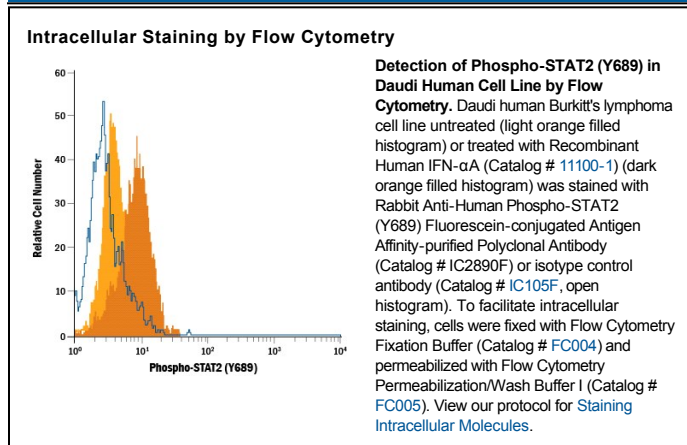 Intracellular Staining by Flow Cytometry
60
50
40
30
20
10
0
Relative Cell Number
10⁰ 10¹ 10² 10³ 10⁴
Phospho-STAT2 (Y689)
Detection of Phospho-STAT2 (Y689) in
Daudi Human Cell Line by Flow
Cytometry. Daudi human Burkitt's lymphoma
cell line untreated (light orange filled
histogram) or treated with Recombinant
Human IFN-αA (Catalog # 11100-1) (dark
orange filled histogram) was stained with
Rabbit Anti-Human Phospho-STAT2
(Y689) Fluorescein-conjugated Antigen
Affinity-purified Polyclonal Antibody
(Catalog # IC2890F) or isotype control
antibody (Catalog # IC105F, open
histogram). To facilitate intracellular
staining, cells were fixed with Flow Cytometry
Fixation Buffer (Catalog # FC004) and
permeabilized with Flow Cytometry
Permeabilization/Wash Buffer I (Catalog #
FC005). View our protocol for Staining
Intracellular Molecules.